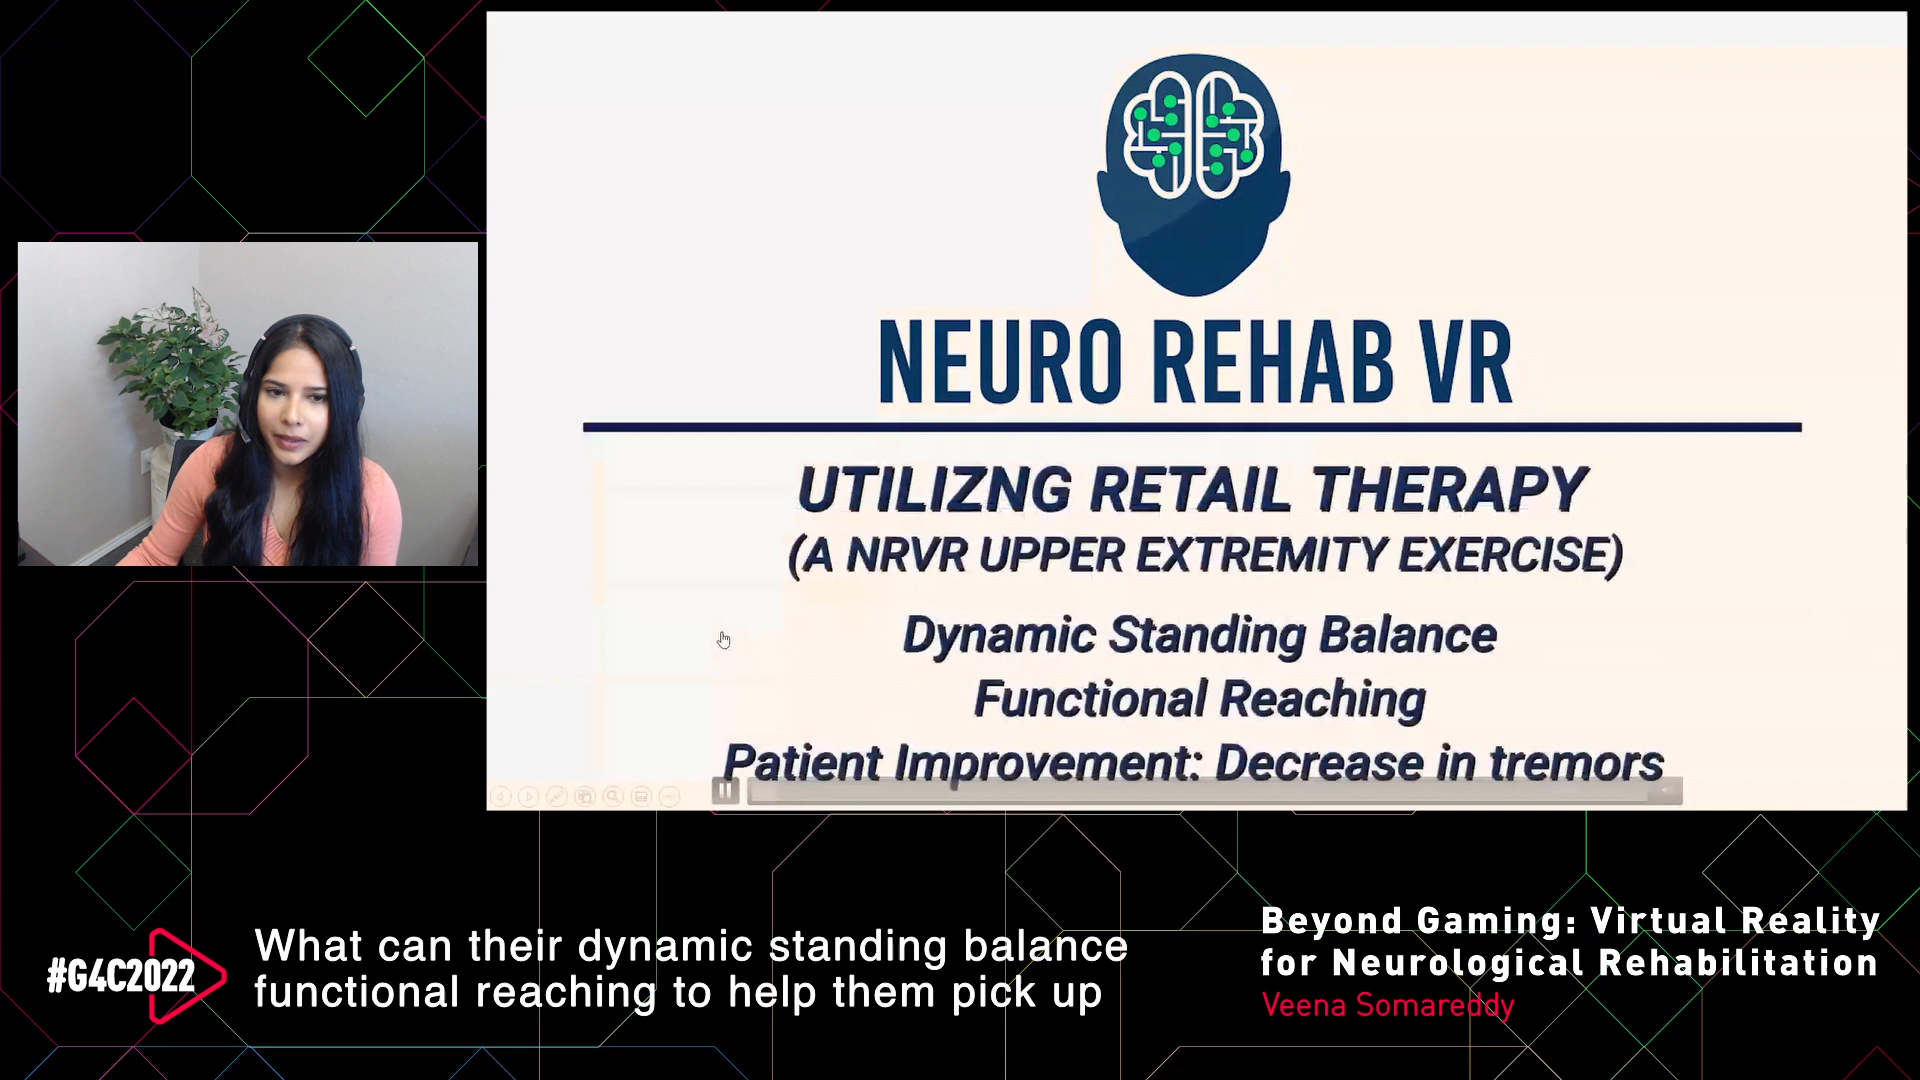 NEURO REHAB VR
UTILIZNG RETAIL THERAPY
(A NRVR UPPER EXTREMITY EXERCISE)
Dynamic Standing Balance
Functional Reaching
Patient Improvement: Decrease in tremors
#G4C2022
What can their dynamic standing balance
functional reaching to help them pick up
Beyond Gaming: Virtual Reality
for Neurological Rehabilitation
Veena Somareddy